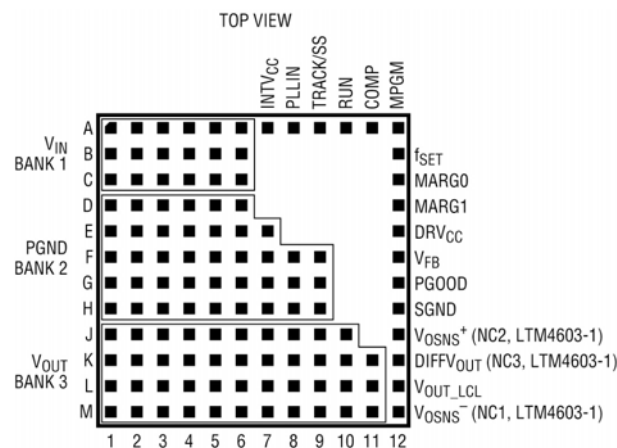 TOP VIEW
INTVCC
PLLIN
TRACK/SS
RUN
COMP
MPGM
A
B
C
D
E
F
G
H
J
K
L
M
VIN
BANK 1
PGND
BANK 2
VOUT
BANK 3
fSET
MARG0
MARG1
DRVCC
VFB
PGOOD
SGND
VOSNS+ (NC2, LTM4603-1)
DIFFVOUT (NC3, LTM4603-1)
VOUT_LCL
VOSNS– (NC1, LTM4603-1)
1 2 3 4 5 6 7 8 9 10 11 12